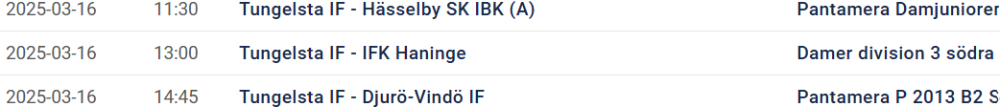 2025-03-16 11:30 Tungelsta IF - Hässelby SK IBK (A) Pantamera Damjuniorer
2025-03-16 13:00 Tungelsta IF - IFK Haninge Damer division 3 södra
2025-03-16 14:45 Tungelsta IF - Djurö-Vindö IF Pantamera P 2013 B2 S